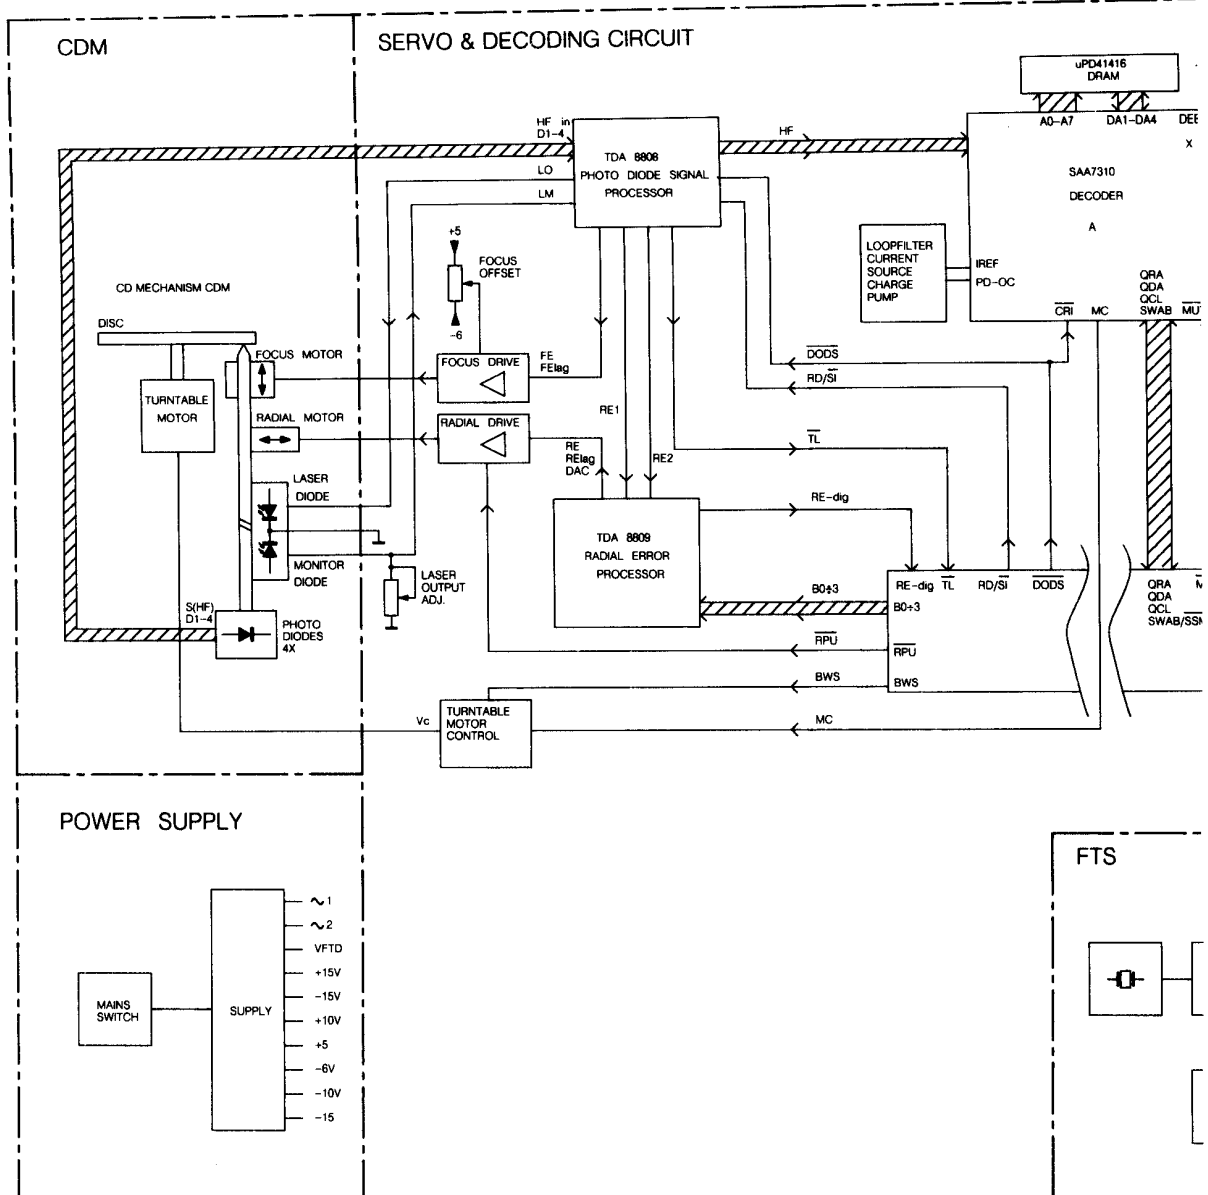 CDM
SERVO & DECODING CIRCUIT
uPD41416
DRAM
A0-A7
DA1-DA4
X
HF in
D1-4
HF
TDA 8808
PHOTO DIODE SIGNAL
PROCESSOR
LO
LM
SAA7310
DECODER
A
LOOPFILTER
CURRENT
SOURCE
CHARGE
PUMP
IREF
PD-OC
QRA
QDA
QCL
SWAB
CRI
MC
+5
FOCUS
OFFSET
-6
CD MECHANISM CDM
DISC
FOCUS MOTOR
TURNTABLE
MOTOR
RADIAL MOTOR
FOCUS DRIVE
FE
FElag
RADIAL DRIVE
RE
RElag
DAC
RE1
RE2
DODS
RD/SI
TL
LASER
DIODE
MONITOR
DIODE
LASER
OUTPUT
ADJ.
S(HF)
D1-4
PHOTO
DIODES
4X
TDA 8809
RADIAL ERROR
PROCESSOR
RE-dig
B0÷3
RPU
BWS
MC
RE-dig TL RD/SI DODS
B0÷3
RPU
BWS
QRA
QDA
QCL
Vc
TURNTABLE
MOTOR
CONTROL
POWER SUPPLY
MAINS
SWITCH
SUPPLY
~1
~2
VFTD
+15V
-15V
+10V
+5
-6V
-10V
-15
FTS